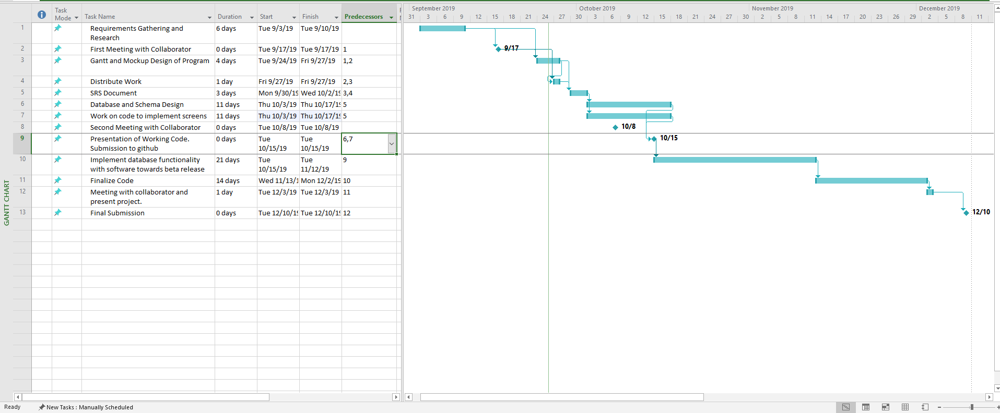 September 2019 October 2019 November 2019 December 2019
Task Mode Task Name Duration Start Finish Predecessors
31 3 6 9 12 15 18 21 24 27 30 3 6 9 12 15 18 21 24 27 30 2 5 8 11 14 17 20 23 26 29 2 5 8 11
1 Requirements Gathering and Research 6 days Tue 9/3/19 Tue 9/10/19
2 First Meeting with Collaborator 0 days Tue 9/17/19 Tue 9/17/19 1 9/17
3 Gantt and Mockup Design of Program 4 days Tue 9/24/19 Fri 9/27/19 1,2
4 Distribute Work 1 day Fri 9/27/19 Fri 9/27/19 2,3
5 SRS Document 3 days Mon 9/30/19 Wed 10/2/19 3,4
6 Database and Schema Design 11 days Thu 10/3/19 Thu 10/17/19 5
7 Work on code to implement screens 11 days Thu 10/3/19 Thu 10/17/19 5
8 Second Meeting with Collaborator 0 days Tue 10/8/19 Tue 10/8/19 10/8
9 Presentation of Working Code. Submission to github 0 days Tue 10/15/19 Tue 10/15/19 6,7 10/15
10 Implement database functionality with software towards beta release 21 days Tue 10/15/19 Tue 11/12/19 9
11 Finalize Code 14 days Wed 11/13/1 Mon 12/2/19 10
12 Meeting with collaborator and present project. 1 day Tue 12/3/19 Tue 12/3/19 11
13 Final Submission 0 days Tue 12/10/19 Tue 12/10/19 12 12/10
GANTT CHART
Ready New Tasks : Manually Scheduled